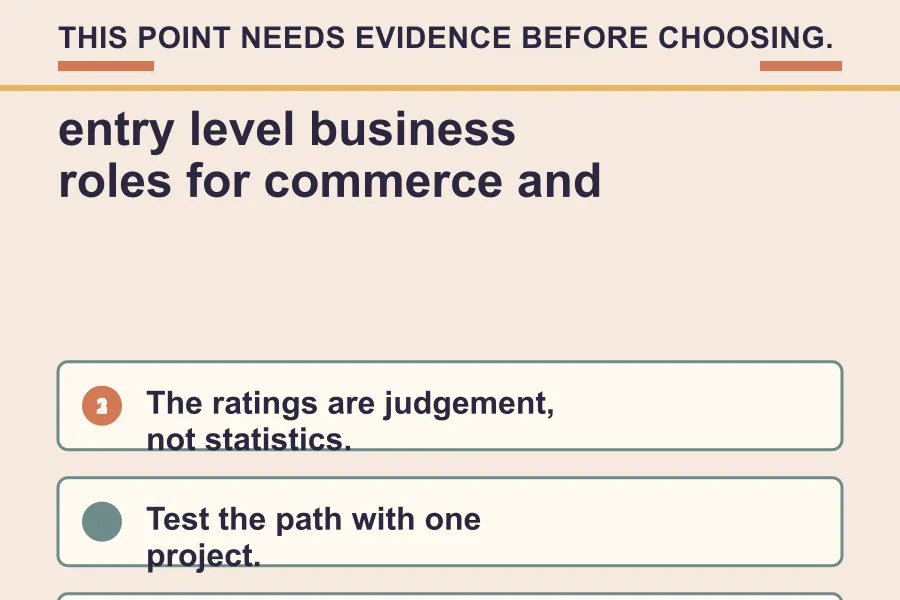 THIS POINT NEEDS EVIDENCE BEFORE CHOOSING.
entry level business
roles for commerce and
The ratings are judgement,
not statistics.
Test the path with one
project.